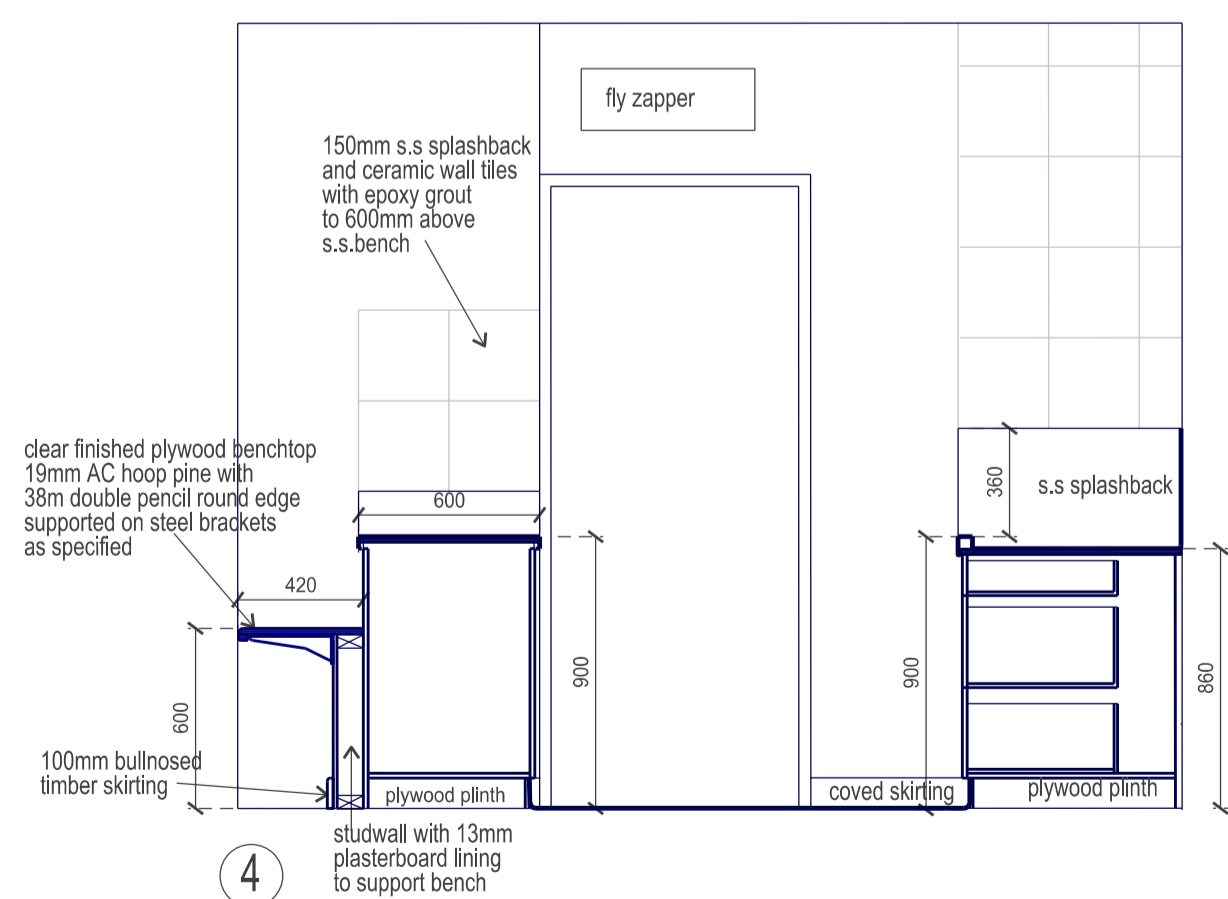 fly zapper
150mm s.s splashback
and ceramic wall tiles
with epoxy grout
to 600mm above
s.s.bench
clear finished plywood benchtop
19mm AC hoop pine with
38m double pencil round edge
supported on steel brackets
as specified
600
360
s.s splashback
420
900
900
860
600
100mm bullnosed
timber skirting
plywood plinth
coved skirting
plywood plinth
studwall with 13mm
plasterboard lining
to support bench
4